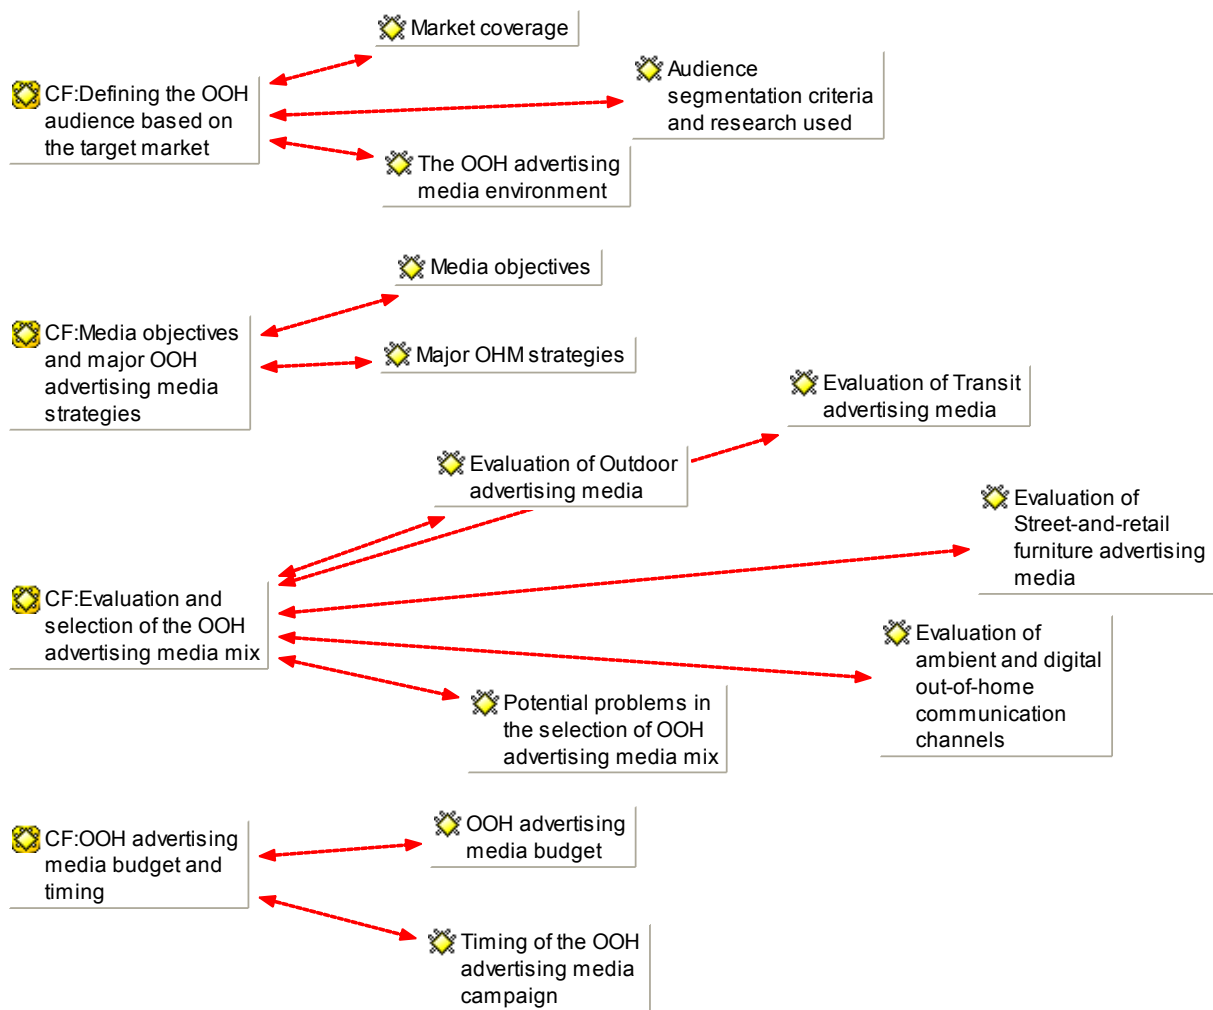 Market coverage
CF:Defining the OOH
audience based on
the target market
Audience
segmentation criteria
and research used
The OOH advertising
media environment
Media objectives
CF:Media objectives
and major OOH
advertising media
strategies
Major OHM strategies
Evaluation of Transit
advertising media
Evaluation of Outdoor
advertising media
Evaluation of
Street-and-retail
furniture advertising
media
CF:Evaluation and
selection of the OOH
advertising media mix
Evaluation of
ambient and digital
out-of-home
communication
channels
Potential problems in
the selection of OOH
advertising media mix
CF:OOH advertising
media budget and
timing
OOH advertising
media budget
Timing of the OOH
advertising media
campaign